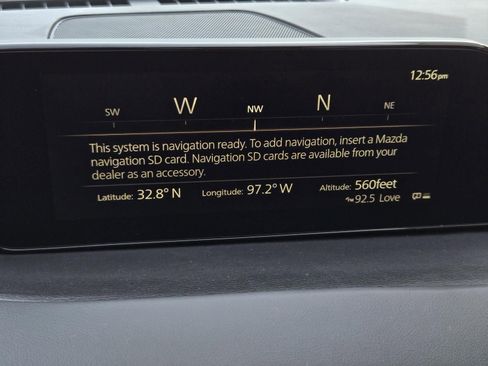 12:56pm
SW W NW N NE
This system is navigation ready. To add navigation, insert a Mazda
navigation SD card. Navigation SD cards are available from your
dealer as an accessory.
Latitude: 32.8° N Longitude: 97.2° W Altitude: 560feet
92.5 Love